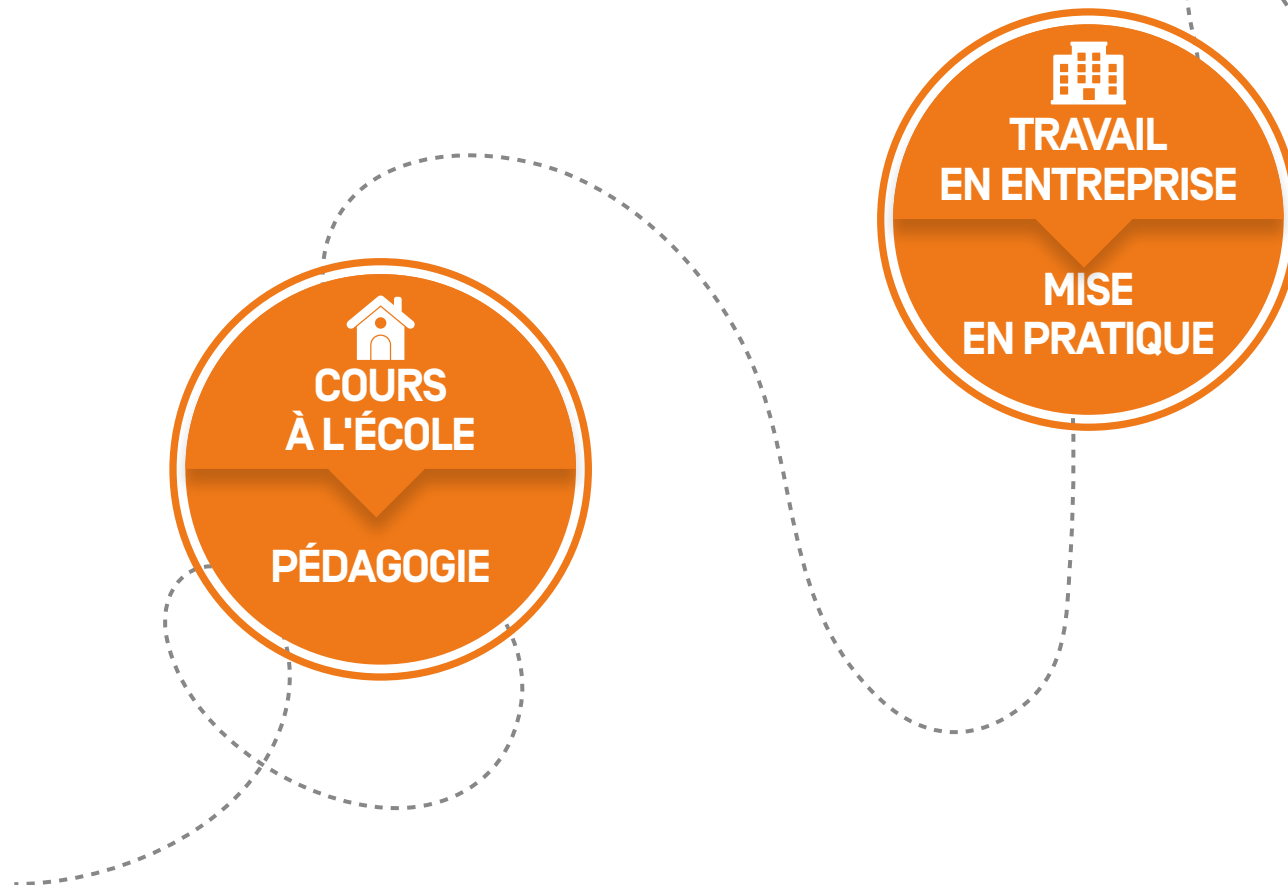 COURS
À L'ÉCOLE
PÉDAGOGIE
TRAVAIL
EN ENTREPRISE
MISE
EN PRATIQUE